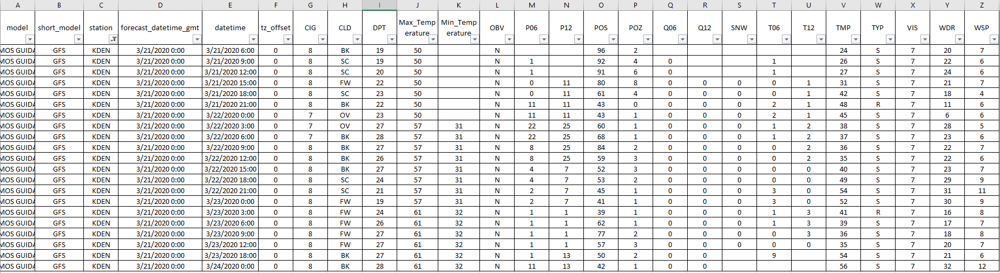 A B C D E F G H I J K L M N O P Q R S T U V W X Y Z
model short_model station forecast_datetime_gmt datetime tz_offset CIG CLD DPT Max_Temp erature Min_Temp erature OBV P06 P12 POS POZ Q06 Q12 SNW T06 T12 TMP TYP VIS WDR WSP
MOS GUIDA GFS KDEN 3/21/2020 0:00 3/21/2020 6:00 0 8 BK 19 50 N 96 2 24 S 7 20 7
MOS GUIDA GFS KDEN 3/21/2020 0:00 3/21/2020 9:00 0 8 SC 19 50 N 1 92 4 0 1 26 S 7 22 6
MOS GUIDA GFS KDEN 3/21/2020 0:00 3/21/2020 12:00 0 8 SC 20 50 N 1 91 6 0 1 27 S 7 24 6
MOS GUIDA GFS KDEN 3/21/2020 0:00 3/21/2020 15:00 0 8 FW 22 50 N 0 11 80 8 0 0 0 0 1 31 S 7 21 7
MOS GUIDA GFS KDEN 3/21/2020 0:00 3/21/2020 18:00 0 8 SC 23 50 N 0 11 61 4 0 0 0 0 1 42 S 7 18 4
MOS GUIDA GFS KDEN 3/21/2020 0:00 3/21/2020 21:00 0 8 BK 22 50 N 11 11 43 0 0 0 0 2 1 48 R 7 11 6
MOS GUIDA GFS KDEN 3/21/2020 0:00 3/22/2020 0:00 0 7 OV 23 50 N 11 11 43 1 0 0 0 2 1 45 S 7 6 6
MOS GUIDA GFS KDEN 3/21/2020 0:00 3/22/2020 3:00 0 7 OV 27 57 31 N 22 25 60 1 0 0 0 1 2 38 S 7 28 5
MOS GUIDA GFS KDEN 3/21/2020 0:00 3/22/2020 6:00 0 7 BK 28 57 31 N 22 25 68 1 0 0 0 1 2 37 S 7 23 6
MOS GUIDA GFS KDEN 3/21/2020 0:00 3/22/2020 9:00 0 8 BK 27 57 31 N 8 25 84 2 0 0 0 0 2 36 S 7 22 7
MOS GUIDA GFS KDEN 3/21/2020 0:00 3/22/2020 12:00 0 8 BK 26 57 31 N 8 25 59 3 0 0 0 0 2 35 S 7 22 6
MOS GUIDA GFS KDEN 3/21/2020 0:00 3/22/2020 15:00 0 8 BK 27 57 31 N 4 7 52 3 0 0 0 0 0 40 S 7 23 7
MOS GUIDA GFS KDEN 3/21/2020 0:00 3/22/2020 18:00 0 8 SC 24 57 31 N 4 7 53 2 0 0 0 0 0 49 S 7 29 9
MOS GUIDA GFS KDEN 3/21/2020 0:00 3/22/2020 21:00 0 8 SC 21 57 31 N 2 7 45 1 0 0 0 3 0 54 S 7 31 11
MOS GUIDA GFS KDEN 3/21/2020 0:00 3/23/2020 0:00 0 8 FW 19 57 31 N 2 7 41 1 0 0 0 3 0 52 S 7 30 9
MOS GUIDA GFS KDEN 3/21/2020 0:00 3/23/2020 3:00 0 8 FW 24 61 32 N 1 1 39 1 0 0 0 1 3 41 R 7 16 8
MOS GUIDA GFS KDEN 3/21/2020 0:00 3/23/2020 6:00 0 8 FW 26 61 32 N 1 1 62 1 0 0 0 1 3 39 S 7 17 7
MOS GUIDA GFS KDEN 3/21/2020 0:00 3/23/2020 9:00 0 8 FW 27 61 32 N 1 1 77 2 0 0 0 0 3 36 S 7 18 8
MOS GUIDA GFS KDEN 3/21/2020 0:00 3/23/2020 12:00 0 8 FW 27 61 32 N 1 1 57 3 0 0 0 0 0 35 S 7 20 7
MOS GUIDA GFS KDEN 3/21/2020 0:00 3/23/2020 18:00 0 8 BK 27 61 32 N 1 13 50 2 0 0 9 54 S 7 21 6
MOS GUIDA GFS KDEN 3/21/2020 0:00 3/24/2020 0:00 0 8 BK 28 61 32 N 11 13 42 1 0 0 56 S 7 32 12